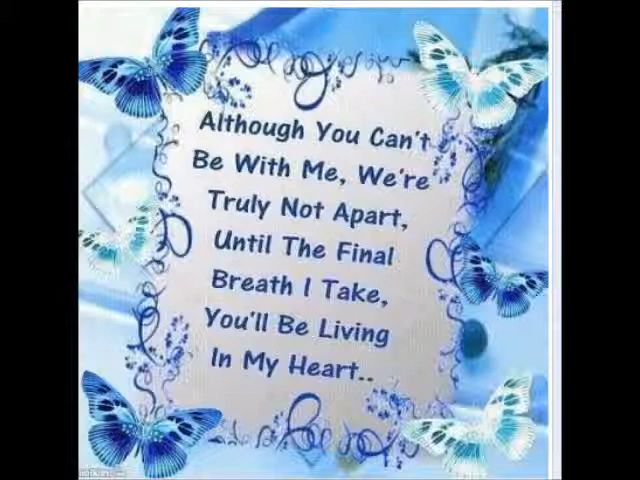 Although You Can't
Be With Me, We're
Truly Not Apart,
Until The Final
Breath I Take,
You'll Be Living
In My Heart..